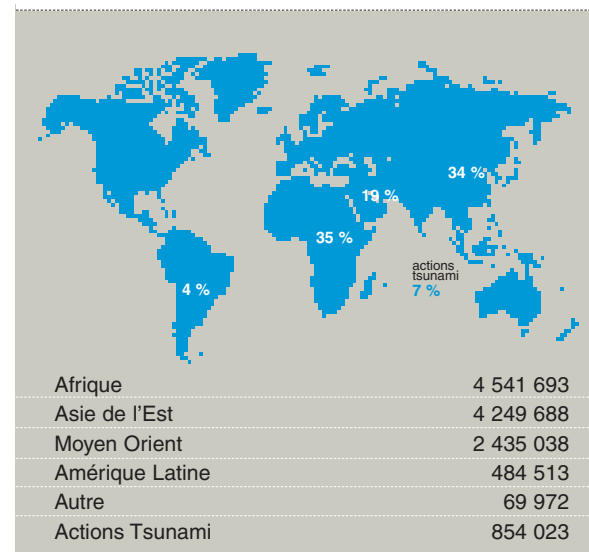 34 %
19 %
35 %
actions
tsunami
7 %
4 %
Afrique 4 541 693
Asie de l'Est 4 249 688
Moyen Orient 2 435 038
Amérique Latine 484 513
Autre 69 972
Actions Tsunami 854 023